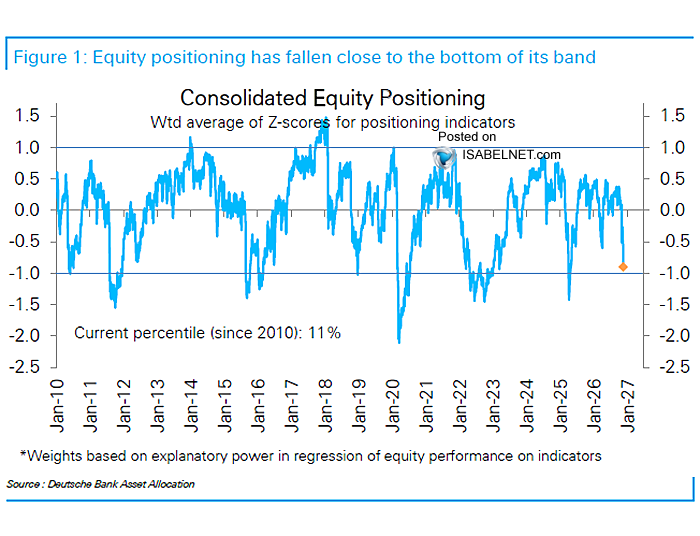 Figure 1: Equity positioning has fallen close to the bottom of its band
Consolidated Equity Positioning
Wtd average of Z-scores for positioning indicators
Posted on
ISABELNET.com
1.5 1.5
1.0 1.0
0.5 0.5
0.0 0.0
-0.5 -0.5
-1.0 -1.0
-1.5 -1.5
-2.0 -2.0
-2.5 -2.5
Current percentile (since 2010): 11%
Jan-10 Jan-11 Jan-12 Jan-13 Jan-14 Jan-15 Jan-16 Jan-17 Jan-18 Jan-19 Jan-20 Jan-21 Jan-22 Jan-23 Jan-24 Jan-25 Jan-26 Jan-27
*Weights based on explanatory power in regression of equity performance on indicators
Source : Deutsche Bank Asset Allocation